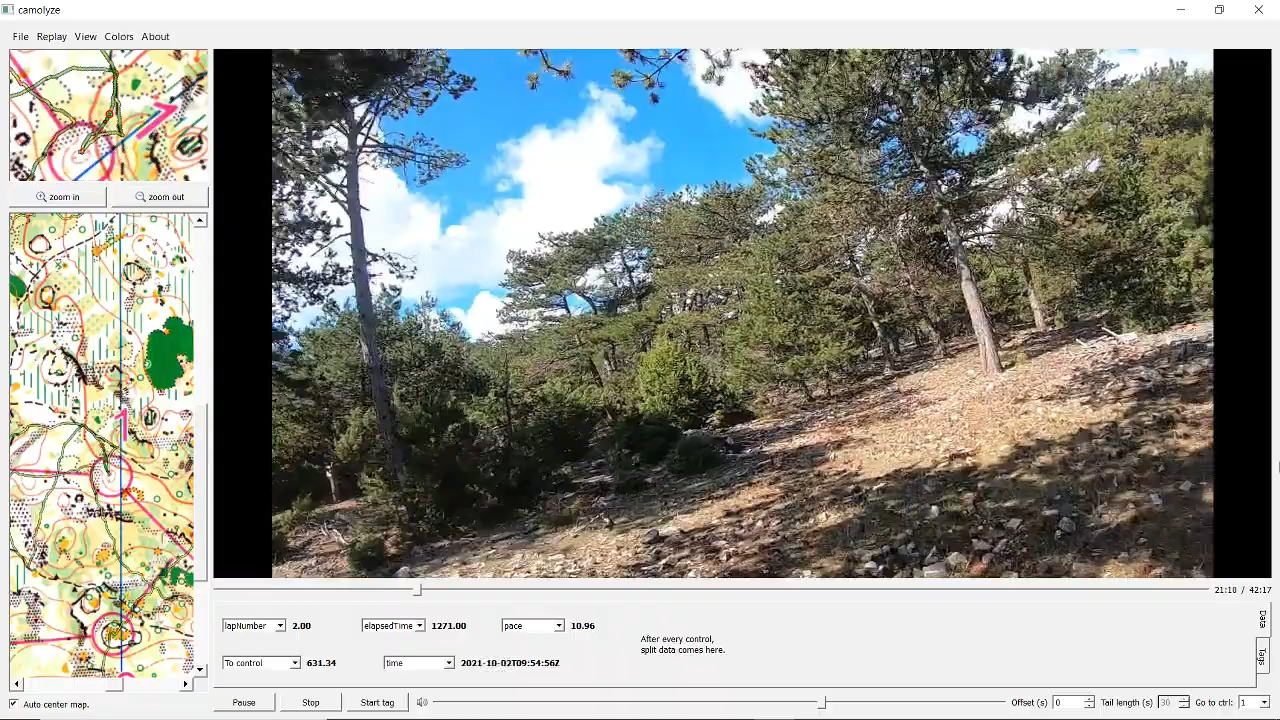 camolyze
File Replay View Colors About
zoom in zoom out
21:10 / 42:17
lapNumber 2.00 elapsedTime 1271.00 pace 10.96
After every control,
split data comes here.
To control 631.34 time 2021-10-02T09:54:56Z
Data
Tags
Auto center map.
Pause Stop Start tag Offset (s) 0 Tail length (s) 30 Go to ctrl: 1
1